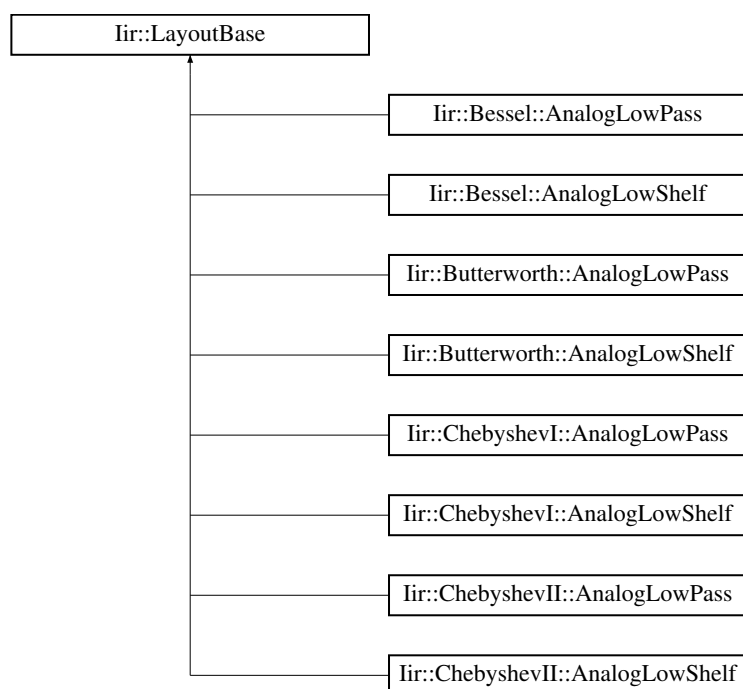 Iir::LayoutBase
Iir::Bessel::AnalogLowPass
Iir::Bessel::AnalogLowShelf
Iir::Butterworth::AnalogLowPass
Iir::Butterworth::AnalogLowShelf
Iir::ChebyshevI::AnalogLowPass
Iir::ChebyshevI::AnalogLowShelf
Iir::ChebyshevII::AnalogLowPass
Iir::ChebyshevII::AnalogLowShelf